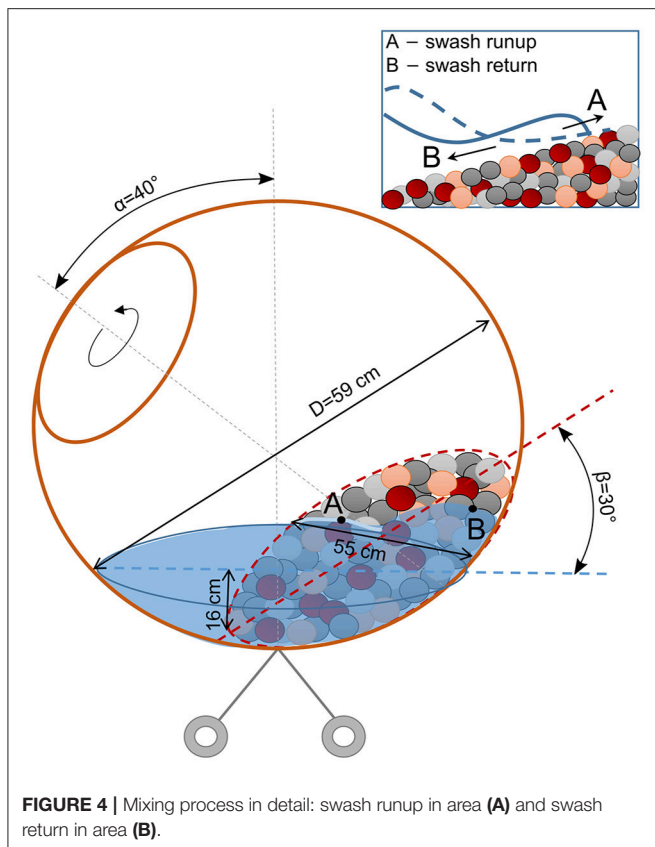 A – swash runup
B – swash return
A
B
α=40°
D=59 cm
β=30°
A
B
55 cm
16 cm
FIGURE 4 | Mixing process in detail: swash runup in area (A) and swash
return in area (B).